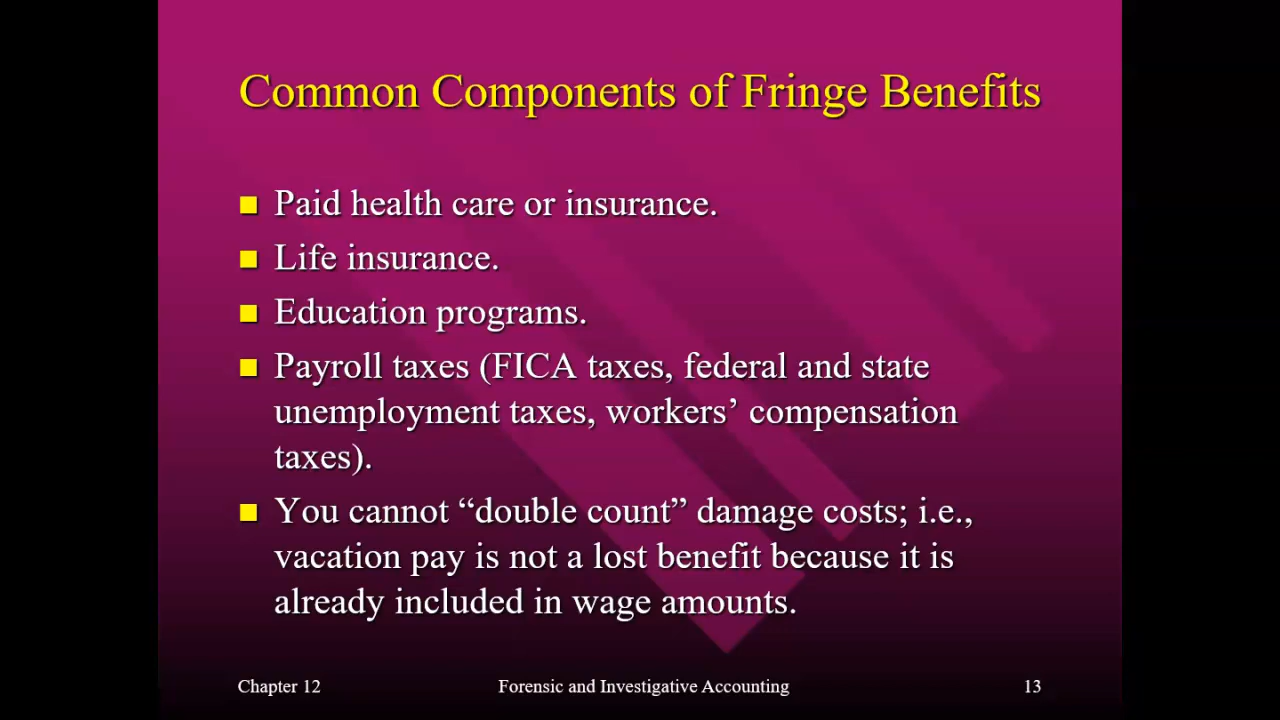 Common Components of Fringe Benefits
Paid health care or insurance.
Life insurance.
Education programs.
Payroll taxes (FICA taxes, federal and state
unemployment taxes, workers’ compensation
taxes).
You cannot “double count” damage costs; i.e.,
vacation pay is not a lost benefit because it is
already included in wage amounts.
Chapter 12
Forensic and Investigative Accounting
13